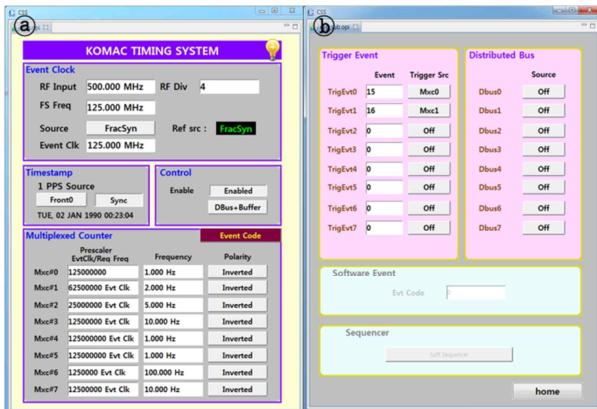 CSS
a
KOMAC TIMING SYSTEM
Event Clock
RF Input 500.000 MHz RF Div 4
FS Freq 125.000 MHz
Source FracSyn Ref src : FracSyn
Event Clk 125.000 MHz
Timestamp
1 PPS Source
Front0 Sync
TUE, 02 JAN 1990 00:23:04
Control
Enable Enabled
DBus+Buffer
Multiplexed Counter Event Code
Prescaler
EvtClk/Req Freq Frequency Polarity
Mxc#0 125000000 1.000 Hz Inverted
Mxc#1 62500000 Evt Clk 2.000 Hz Inverted
Mxc#2 25000000 Evt Clk 5.000 Hz Inverted
Mxc#3 12500000 Evt Clk 10.000 Hz Inverted
Mxc#4 125000000 Evt Clk 1.000 Hz Inverted
Mxc#5 125000000 Evt Clk 1.000 Hz Inverted
Mxc#6 1250000 Evt Clk 100.000 Hz Inverted
Mxc#7 12500000 Evt Clk 10.000 Hz Inverted
CSS
b
Trigger Event
Event Trigger Src
TrigEvt0 15 Mxc0
TrigEvt1 16 Mxc1
TrigEvt2 0 Off
TrigEvt3 0 Off
TrigEvt4 0 Off
TrigEvt5 0 Off
TrigEvt6 0 Off
TrigEvt7 0 Off
Distributed Bus
Source
Dbus0 Off
Dbus1 Off
Dbus2 Off
Dbus3 Off
Dbus4 Off
Dbus5 Off
Dbus6 Off
Dbus7 Off
Software Event
Evt Code
Sequencer
Soft Sequence
home